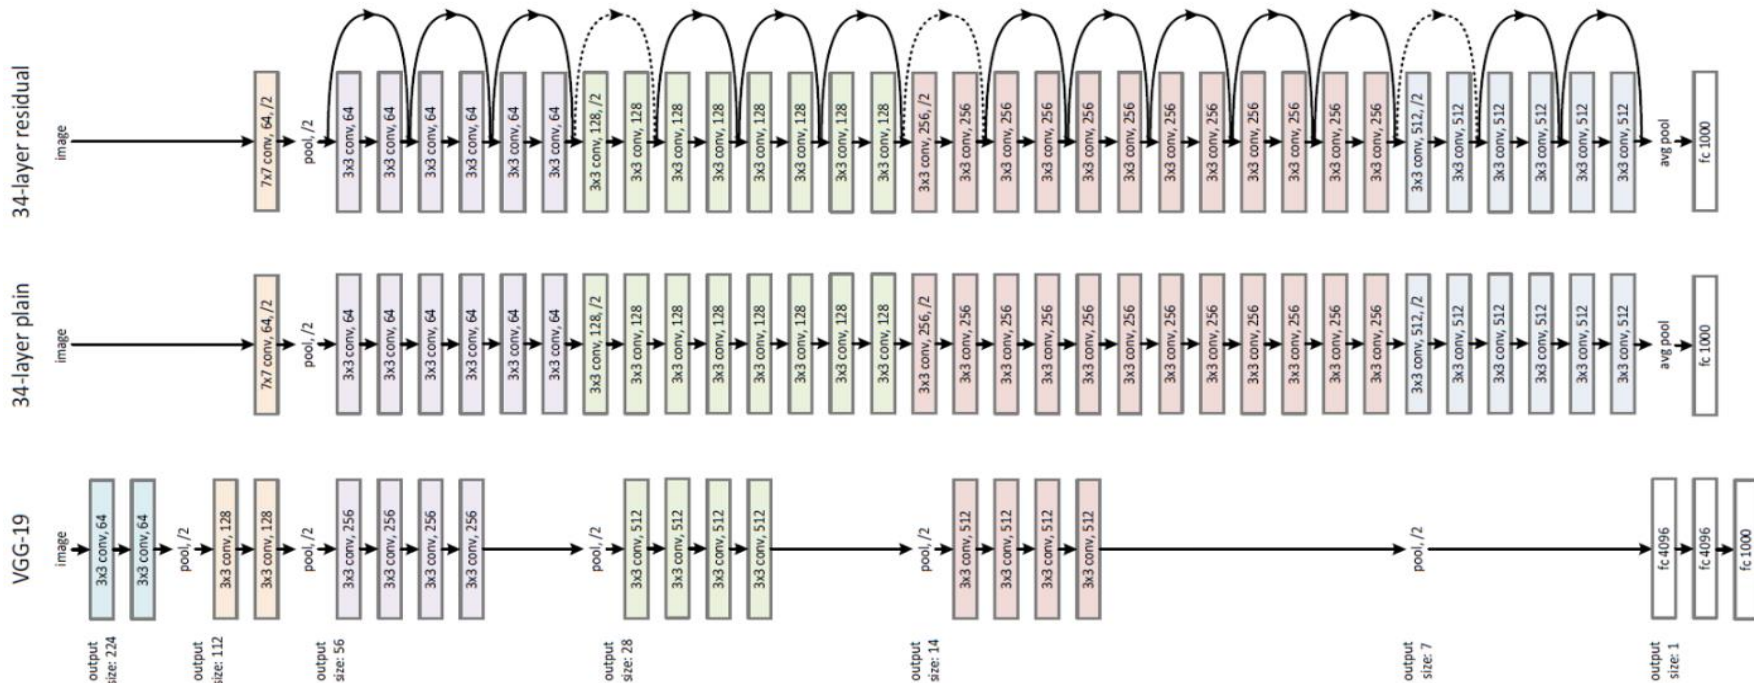 34-layer residual
image
7x7 conv, 64, /2
pool, /2
3x3 conv, 64
3x3 conv, 64
3x3 conv, 64
3x3 conv, 64
3x3 conv, 64
3x3 conv, 64
3x3 conv, 128, /2
3x3 conv, 128
3x3 conv, 128
3x3 conv, 128
3x3 conv, 128
3x3 conv, 128
3x3 conv, 128
3x3 conv, 128
3x3 conv, 256, /2
3x3 conv, 256
3x3 conv, 256
3x3 conv, 256
3x3 conv, 256
3x3 conv, 256
3x3 conv, 256
3x3 conv, 256
3x3 conv, 256
3x3 conv, 256
3x3 conv, 256
3x3 conv, 256
3x3 conv, 512, /2
3x3 conv, 512
3x3 conv, 512
3x3 conv, 512
3x3 conv, 512
3x3 conv, 512
avg pool
fc 1000
34-layer plain
image
7x7 conv, 64, /2
pool, /2
3x3 conv, 64
3x3 conv, 64
3x3 conv, 64
3x3 conv, 64
3x3 conv, 64
3x3 conv, 64
3x3 conv, 128, /2
3x3 conv, 128
3x3 conv, 128
3x3 conv, 128
3x3 conv, 128
3x3 conv, 128
3x3 conv, 128
3x3 conv, 128
3x3 conv, 256, /2
3x3 conv, 256
3x3 conv, 256
3x3 conv, 256
3x3 conv, 256
3x3 conv, 256
3x3 conv, 256
3x3 conv, 256
3x3 conv, 256
3x3 conv, 256
3x3 conv, 256
3x3 conv, 256
3x3 conv, 512, /2
3x3 conv, 512
3x3 conv, 512
3x3 conv, 512
3x3 conv, 512
3x3 conv, 512
avg pool
fc 1000
VGG-19
image
3x3 conv, 64
3x3 conv, 64
pool, /2
3x3 conv, 128
3x3 conv, 128
pool, /2
3x3 conv, 256
3x3 conv, 256
3x3 conv, 256
3x3 conv, 256
pool, /2
3x3 conv, 512
3x3 conv, 512
3x3 conv, 512
3x3 conv, 512
pool, /2
3x3 conv, 512
3x3 conv, 512
3x3 conv, 512
3x3 conv, 512
pool, /2
fc 4096
fc 4096
fc 1000
output
size: 224
output
size: 112
output
size: 56
output
size: 28
output
size: 14
output
size: 7
output
size: 1